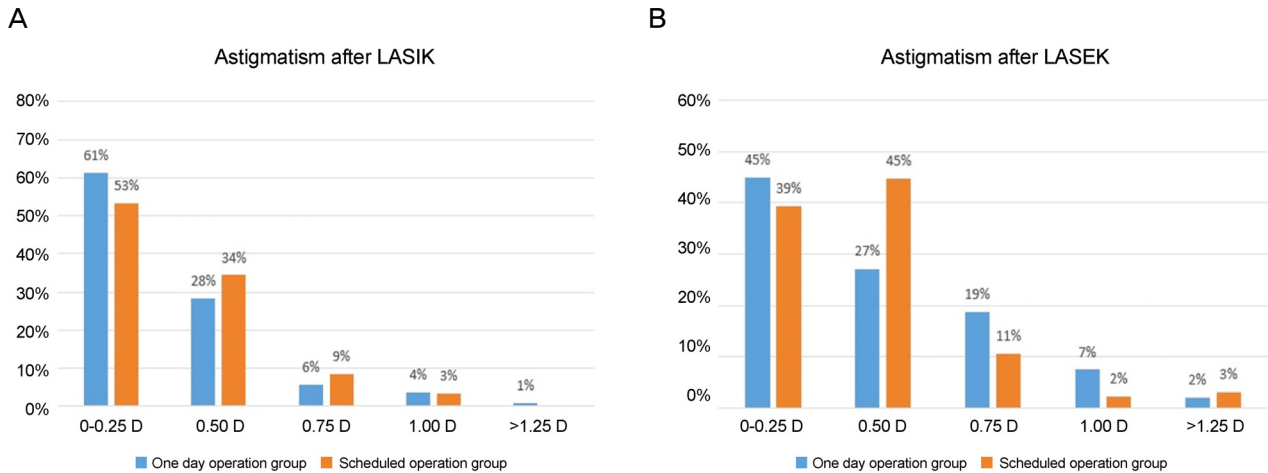 A
Astigmatism after LASIK
80%
70%
60%
50%
40%
30%
20%
10%
0%
61%
53%
28%
34%
6%
9%
4%
3%
1%
0-0.25 D
0.50 D
0.75 D
1.00 D
>1.25 D
One day operation group
Scheduled operation group
B
Astigmatism after LASEK
60%
50%
40%
30%
20%
10%
0%
45%
39%
27%
45%
19%
11%
7%
2%
2%
3%
0-0.25 D
0.50 D
0.75 D
1.00 D
>1.25 D
One day operation group
Scheduled operation group